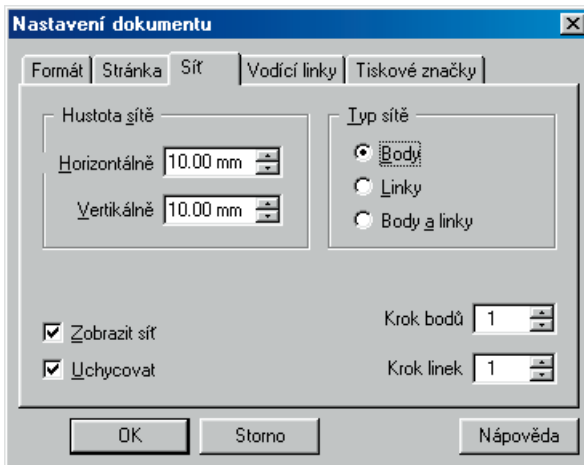 Nastavení dokumentu
Formát Stránka Síť Vodící linky Tiskové značky
Hustota sítě
Horizontálně 10.00 mm
Vertikálně 10.00 mm
Typ sítě
Body
Linky
Body a linky
Zobrazit síť
Uchycovat
Krok bodů 1
Krok linek 1
OK Storno Nápověda